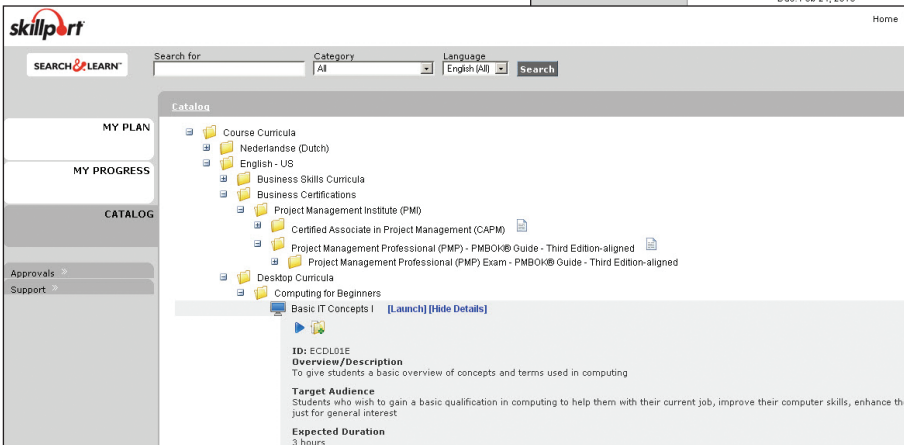 skillport
Home
SEARCH & LEARN™
Search for
Category
Language
All
English (All)
Search
Catalog
MY PLAN
MY PROGRESS
CATALOG
Approvals »
Support »
Course Curricula
Nederlandse (Dutch)
English - US
Business Skills Curricula
Business Certifications
Project Management Institute (PMI)
Certified Associate in Project Management (CAPM)
Project Management Professional (PMP) - PMBOK® Guide - Third Edition-aligned
Project Management Professional (PMP) Exam - PMBOK® Guide - Third Edition-aligned
Desktop Curricula
Computing for Beginners
Basic IT Concepts I [Launch] [Hide Details]
ID: ECDL01E
Overview/Description
To give students a basic overview of concepts and terms used in computing
Target Audience
Students who wish to gain a basic qualification in computing to help them with their current job, improve their computer skills, enhance
just for general interest
Expected Duration
3 hours